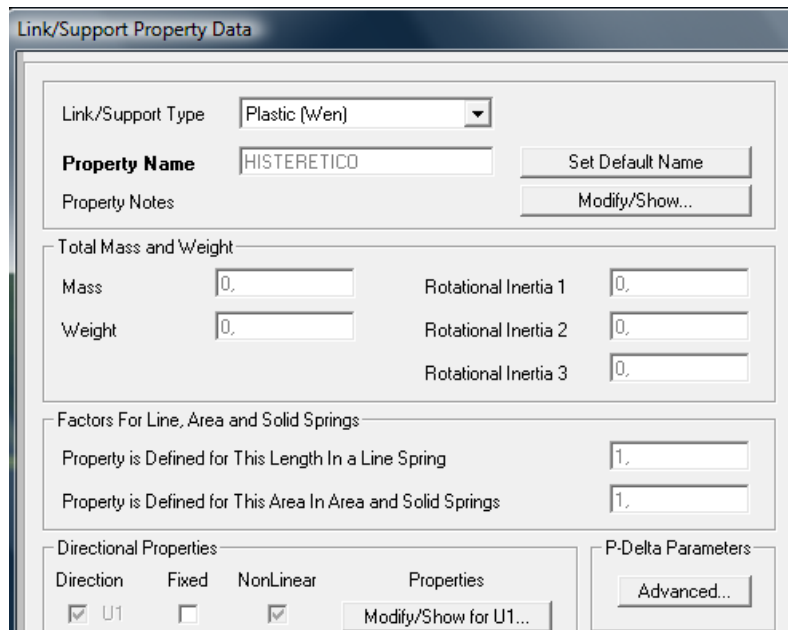 Link/Support Property Data
Link/Support Type Plastic (Wen)
Property Name HISTERETICO Set Default Name
Property Notes Modify/Show...
Total Mass and Weight
Mass 0, Rotational Inertia 1 0,
Weight 0, Rotational Inertia 2 0,
Rotational Inertia 3 0,
Factors For Line, Area and Solid Springs
Property is Defined for This Length In a Line Spring 1,
Property is Defined for This Area In Area and Solid Springs 1,
Directional Properties P-Delta Parameters
Direction Fixed NonLinear Properties Advanced...
U1 Modify/Show for U1...